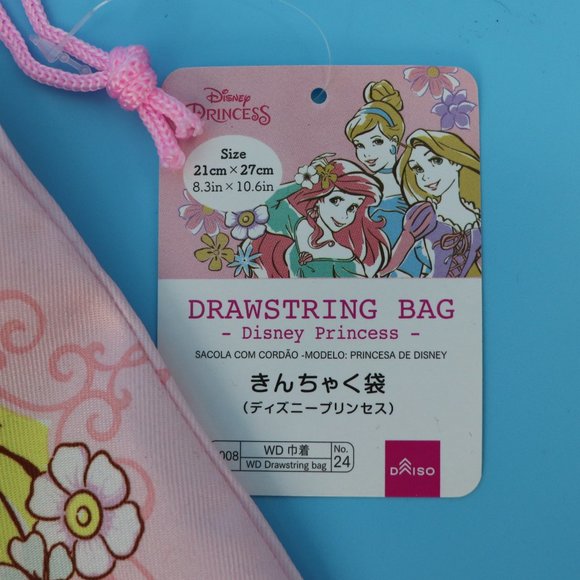 Disney
PRINCESS
Size
21cm×27cm
8.3in×10.6in
DRAWSTRING BAG
- Disney Princess -
SACOLA COM CORDÃO -MODELO: PRINCESA DE DISNEY
きんちゃく袋
（ディズニープリンセス）
008 WD 巾着 No.
WD Drawstring bag 24
DAISO